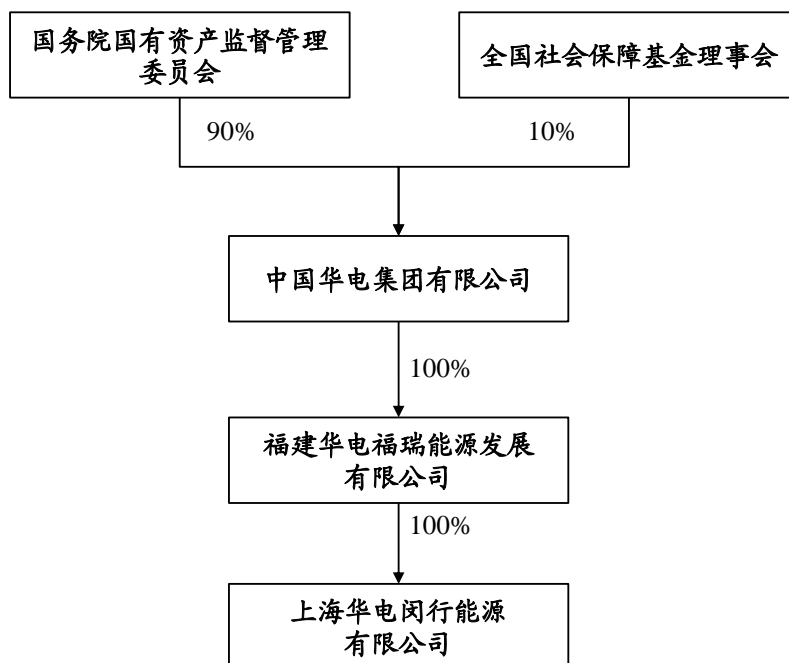 国务院国有资产监督管理
委员会
全国社会保障基金理事会
90%
10%
中国华电集团有限公司
100%
福建华电福瑞能源发展
有限公司
100%
上海华电闵行能源
有限公司